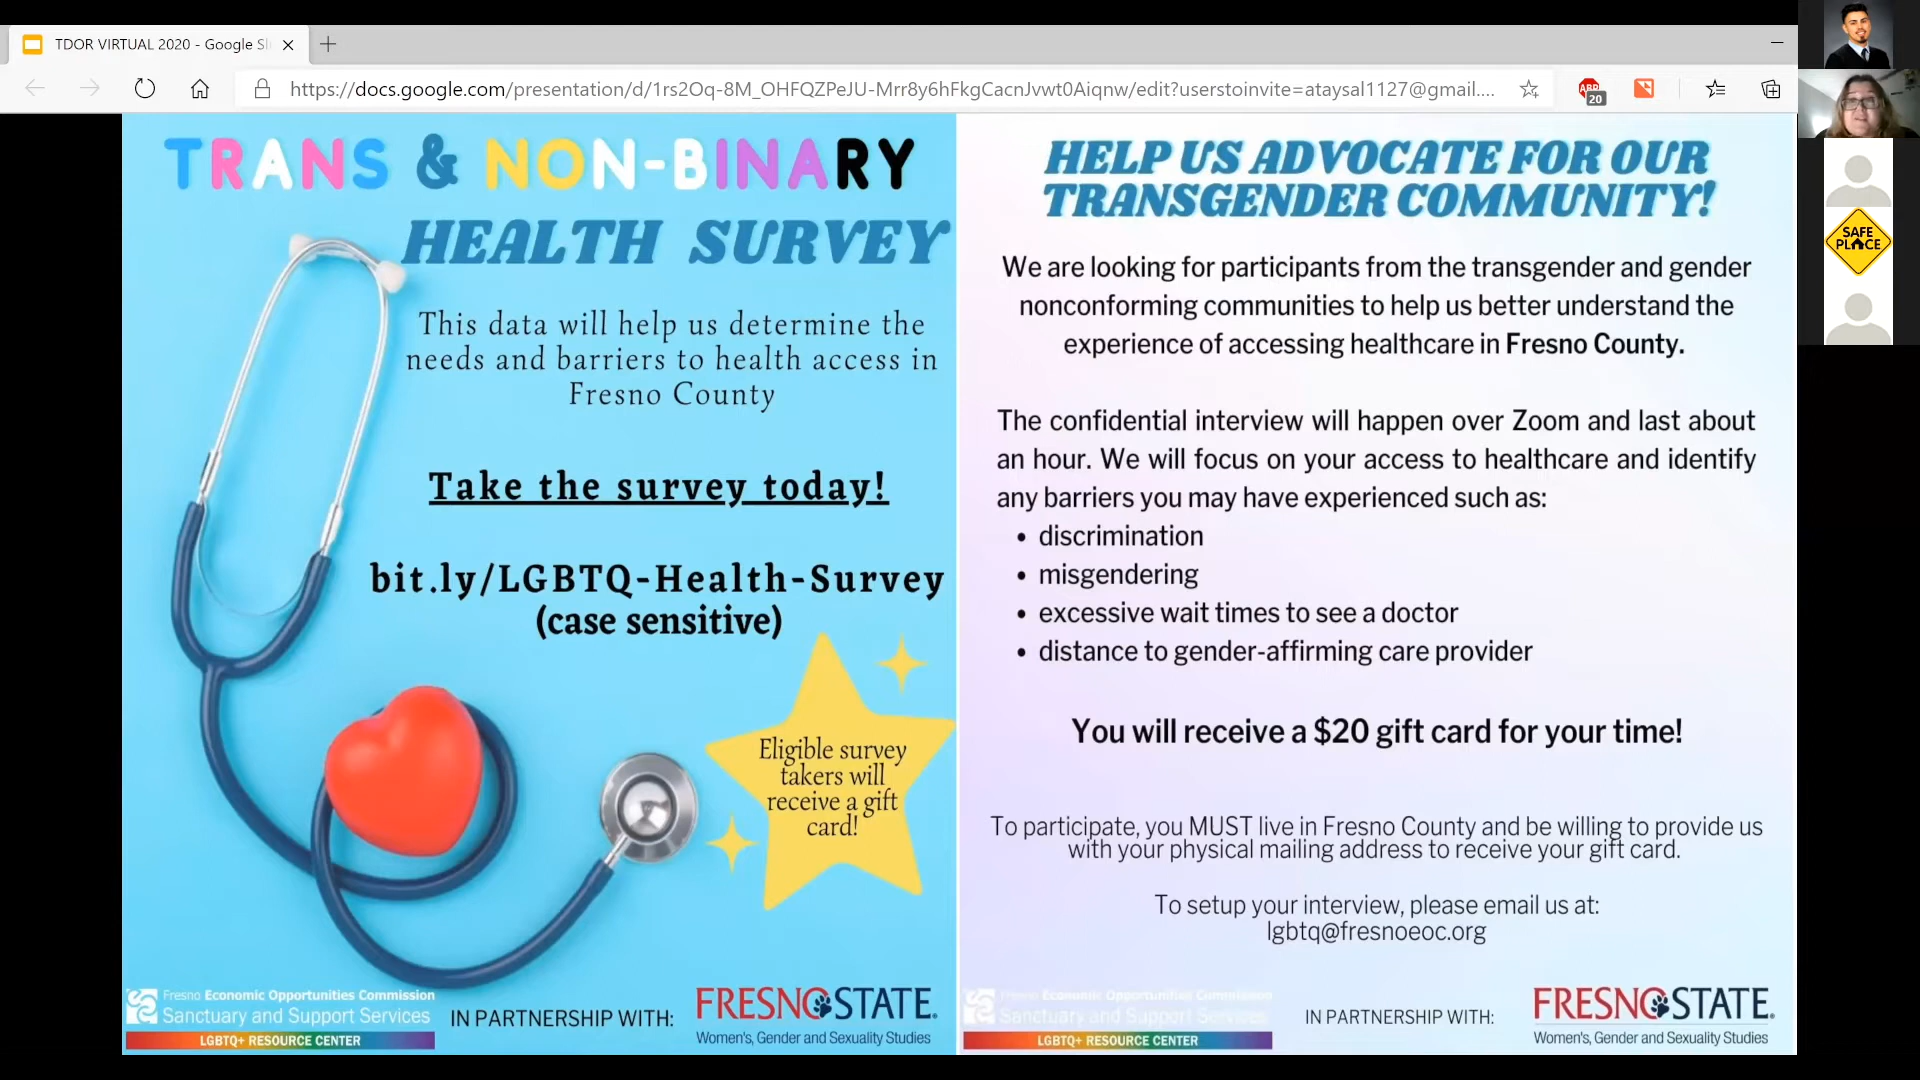 TDOR VIRTUAL 2020 - Google Sl
https://docs.google.com/presentation/d/1rs2Oq-8M_OHFQZPeJU-Mrr8y6hFkgCacnJvwt0Aiqnw/edit?userstoinvite=ataysal1127@gmail....
ABP
20
SAFE
PLACE
TRANS & NON-BINARY
HEALTH SURVEY
This data will help us determine the
needs and barriers to health access in
Fresno County
Take the survey today!
bit.ly/LGBTQ-Health-Survey
(case sensitive)
Eligible survey
takers will
receive a gift
card!
Fresno Economic Opportunities Commission
Sanctuary and Support Services
LGBTQ+ RESOURCE CENTER
IN PARTNERSHIP WITH:
FRESNO STATE.
Women's, Gender and Sexuality Studies
HELP US ADVOCATE FOR OUR
TRANSGENDER COMMUNITY!
We are looking for participants from the transgender and gender
nonconforming communities to help us better understand the
experience of accessing healthcare in Fresno County.
The confidential interview will happen over Zoom and last about
an hour. We will focus on your access to healthcare and identify
any barriers you may have experienced such as:
• discrimination
• misgendering
• excessive wait times to see a doctor
• distance to gender-affirming care provider
You will receive a $20 gift card for your time!
To participate, you MUST live in Fresno County and be willing to provide us
with your physical mailing address to receive your gift card.
To setup your interview, please email us at:
lgbtq@fresnoeoc.org
Fresno Economic Opportunities Commission
Sanctuary and Support Services
LGBTQ+ RESOURCE CENTER
IN PARTNERSHIP WITH:
FRESNO STATE.
Women's, Gender and Sexuality Studies